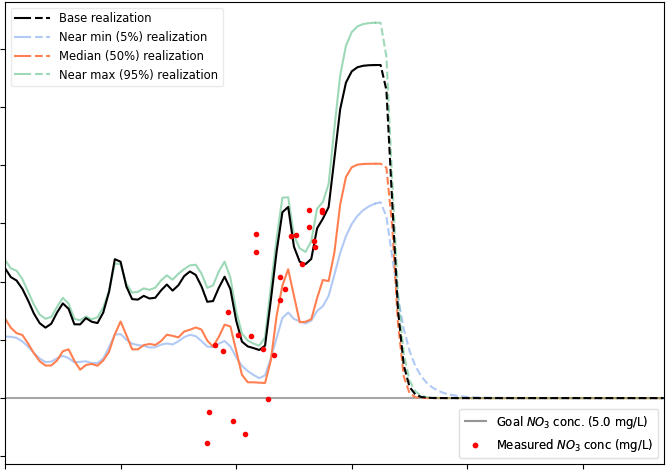 Base realization
Near min (5%) realization
Median (50%) realization
Near max (95%) realization
Goal NO₃ conc. (5.0 mg/L)
Measured NO₃ conc (mg/L)